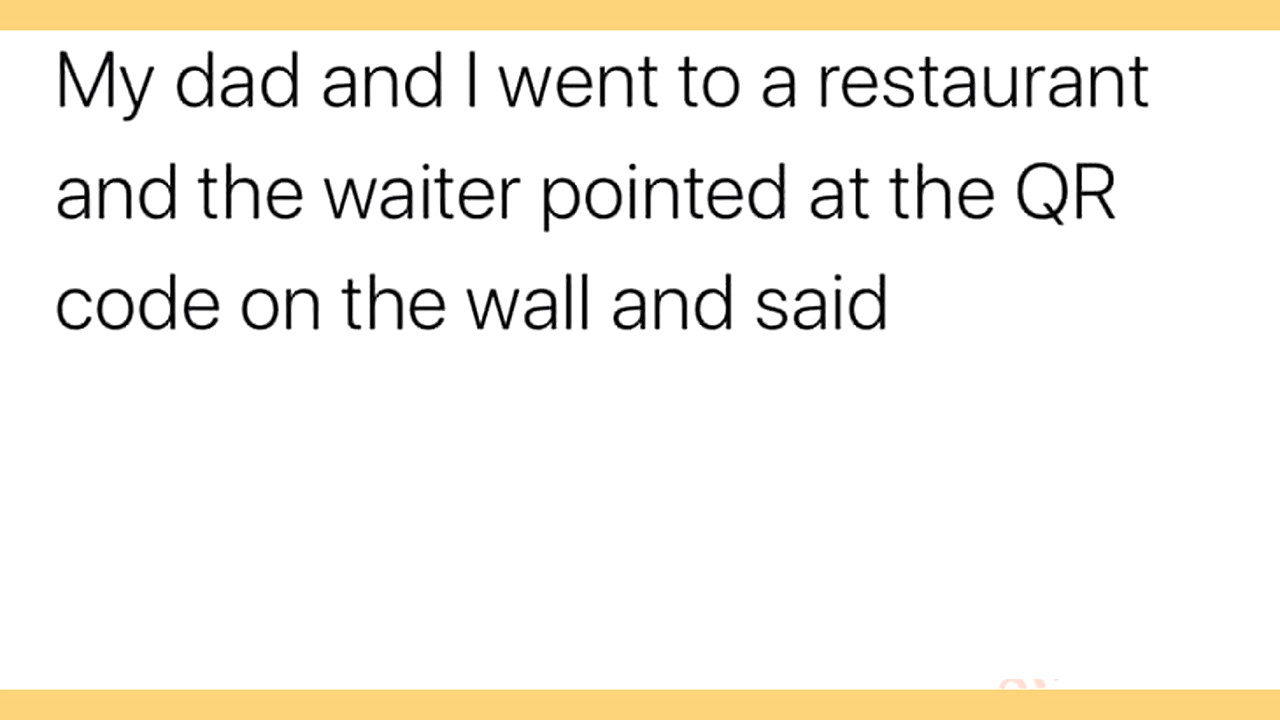 My dad and I went to a restaurant
and the waiter pointed at the QR
code on the wall and said